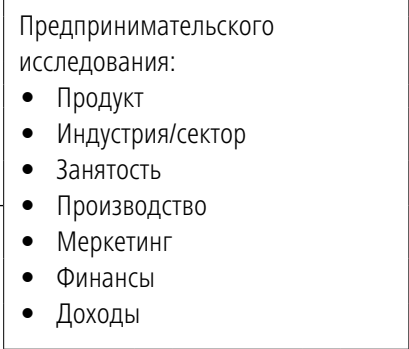 Предпринимательского
исследования:
• Продукт
• Индустрия/сектор
• Занятость
• Производство
• Меркетинг
• Финансы
• Доходы